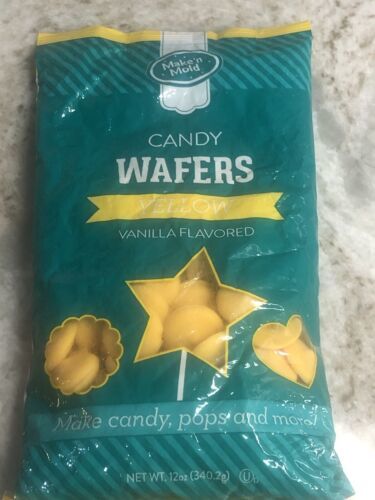 Make'n
Mold
CANDY
WAFERS
YELLOW
VANILLA FLAVORED
Make candy, pops and more!
NET WT. 12oz (340.2g) U D